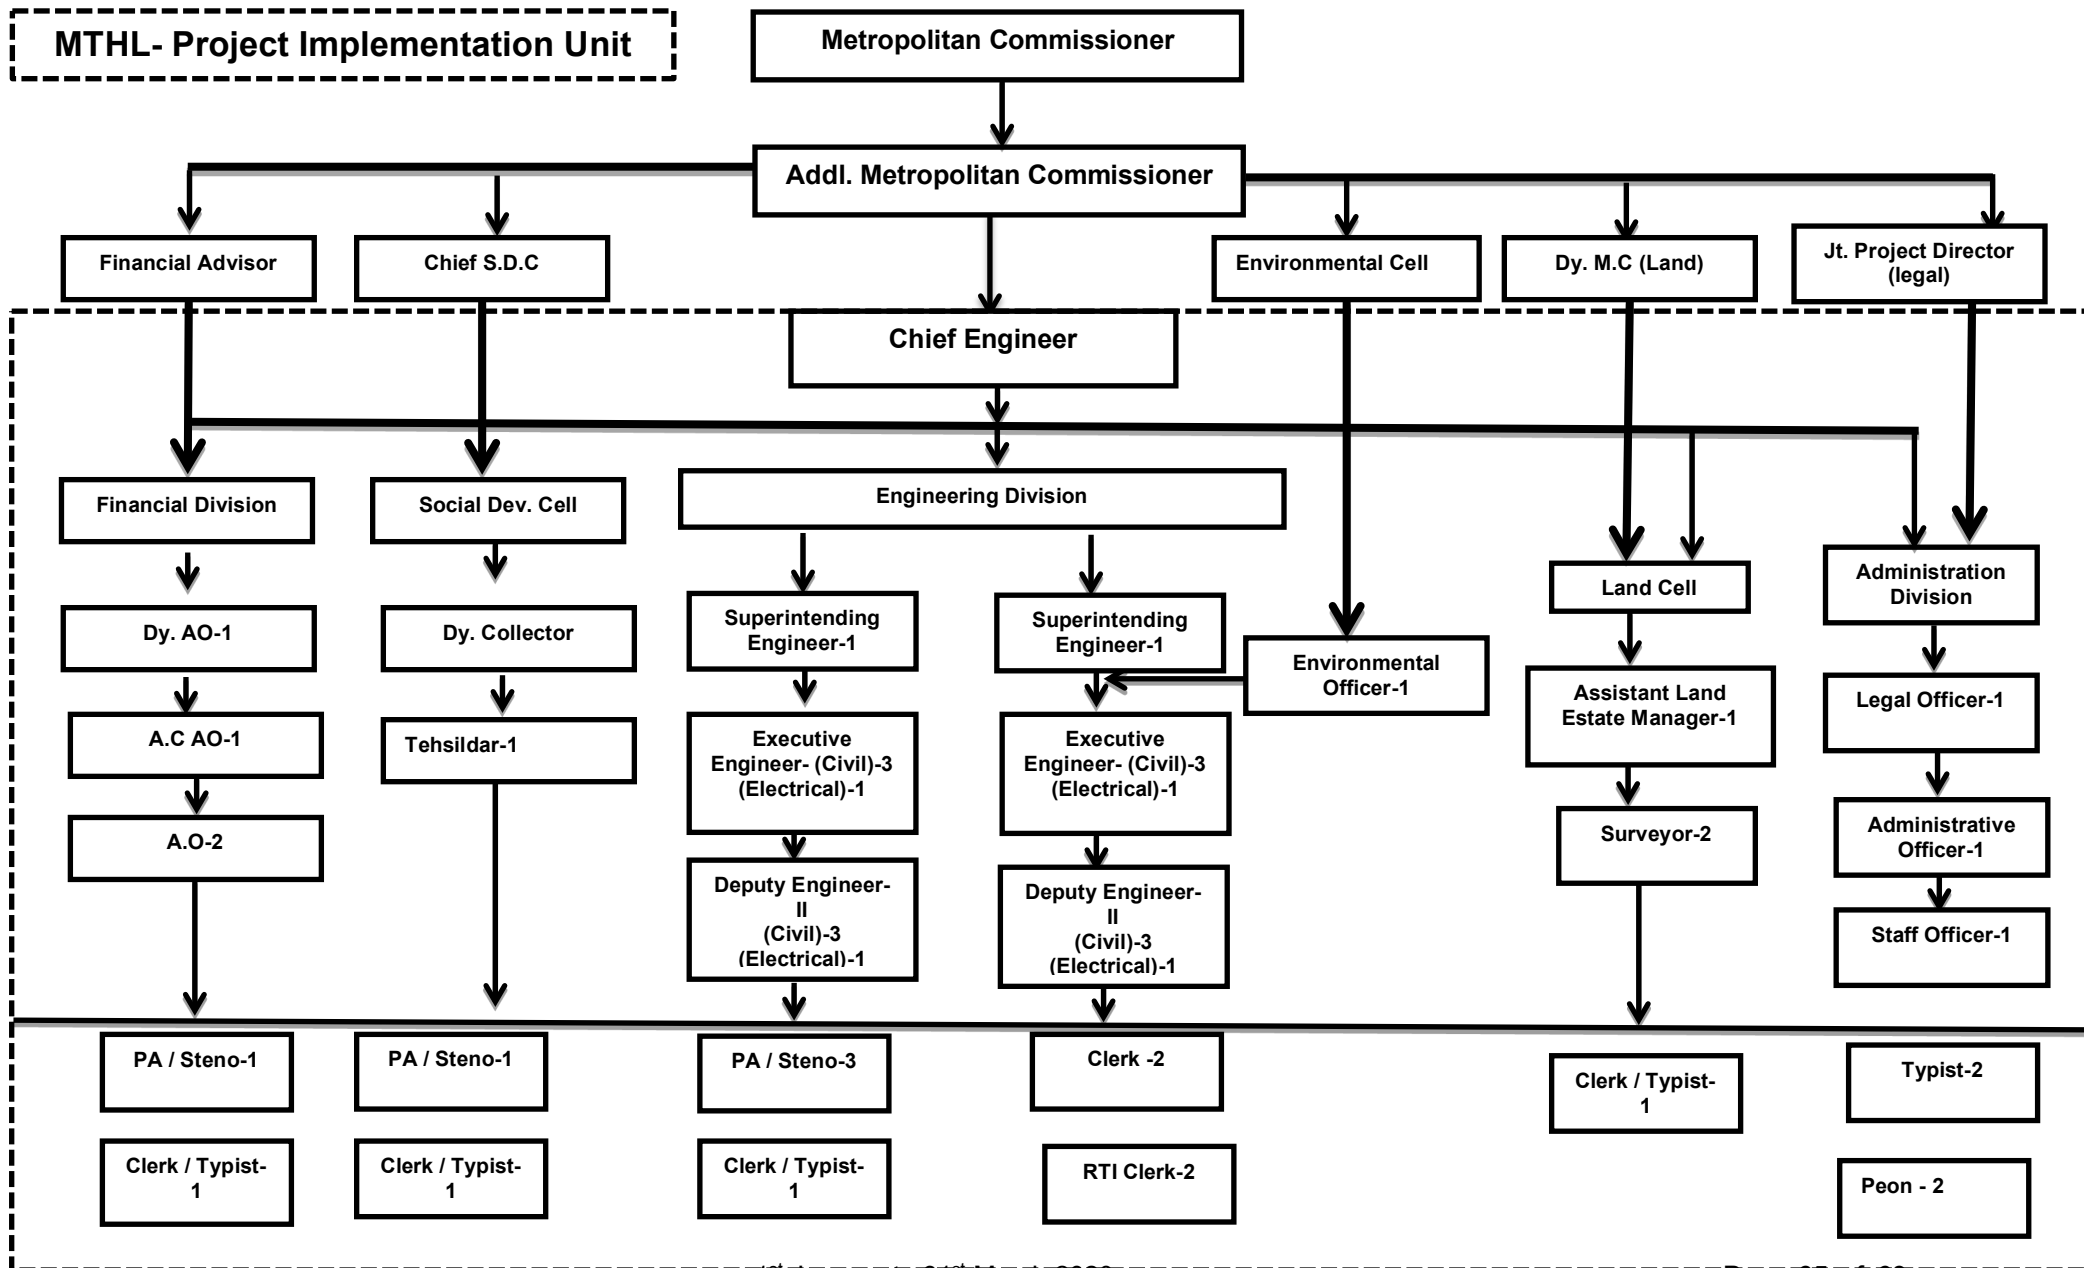 MTHL- Project Implementation Unit
Metropolitan Commissioner
Addl. Metropolitan Commissioner
Financial Advisor
Chief S.D.C
Environmental Cell
Dy. M.C (Land)
Jt. Project Director
(legal)
Chief Engineer
Financial Division
Social Dev. Cell
Engineering Division
Land Cell
Administration
Division
Dy. AO-1
Dy. Collector
Superintending
Engineer-1
Superintending
Engineer-1
Environmental
Officer-1
Assistant Land
Estate Manager-1
Legal Officer-1
A.C AO-1
Tehsildar-1
Executive
Engineer- (Civil)-3
(Electrical)-1
Executive
Engineer- (Civil)-3
(Electrical)-1
A.O-2
Surveyor-2
Administrative
Officer-1
Deputy Engineer-
II
(Civil)-3
(Electrical)-1
Deputy Engineer-
II
(Civil)-3
(Electrical)-1
Staff Officer-1
PA / Steno-1
PA / Steno-1
PA / Steno-3
Clerk -2
Clerk / Typist-
1
Typist-2
Clerk / Typist-
1
Clerk / Typist-
1
Clerk / Typist-
1
RTI Clerk-2
Peon - 2